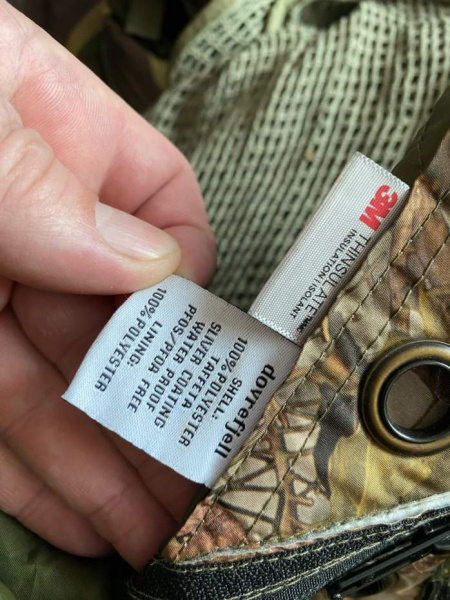 3M
THINSULATE™
INSULATION | ISOLANT
dovrefjell
SHELL:
100% POLYESTER
TAFFETA
SILVER COATING
WATER PROOF
PFOS/PFOA FREE
LINING:
100% POLYESTER